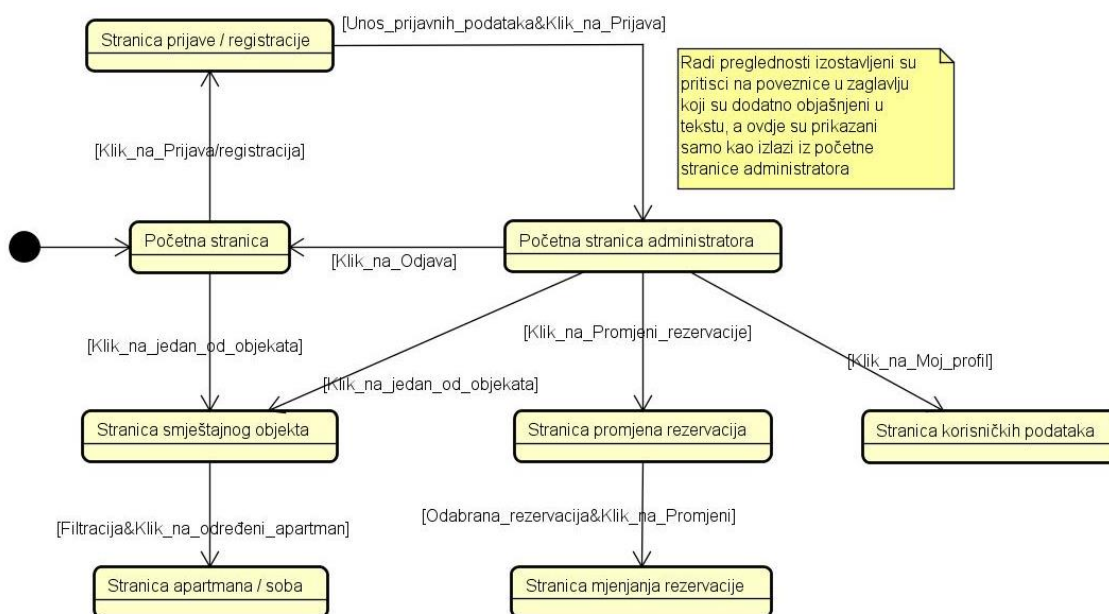 [Unos_prijavnih_podataka&Klik_na_Prijava]
Stranica prijave / registracije
Radi preglednosti izostavljeni su
pritisci na poveznice u zaglavlju
koji su dodatno objašnjeni u
tekstu, a ovdje su prikazani
samo kao izlazi iz početne
stranice administratora
[Klik_na_Prijava/registracija]
Početna stranica
Početna stranica administratora
[Klik_na_Odjava]
[Klik_na_Promjeni_rezervacije]
[Klik_na_jedan_od_objekata]
[Klik_na_Moj_profil]
[Klik_na_jedan_od_objekata]
Stranica smještajnog objekta
Stranica promjena rezervacija
Stranica korisničkih podataka
[Odabrana_rezervacija&Klik_na_Promjeni]
[Filtracija&Klik_na_određeni_apartman]
Stranica apartmana / soba
Stranica mjenjanja rezervacije